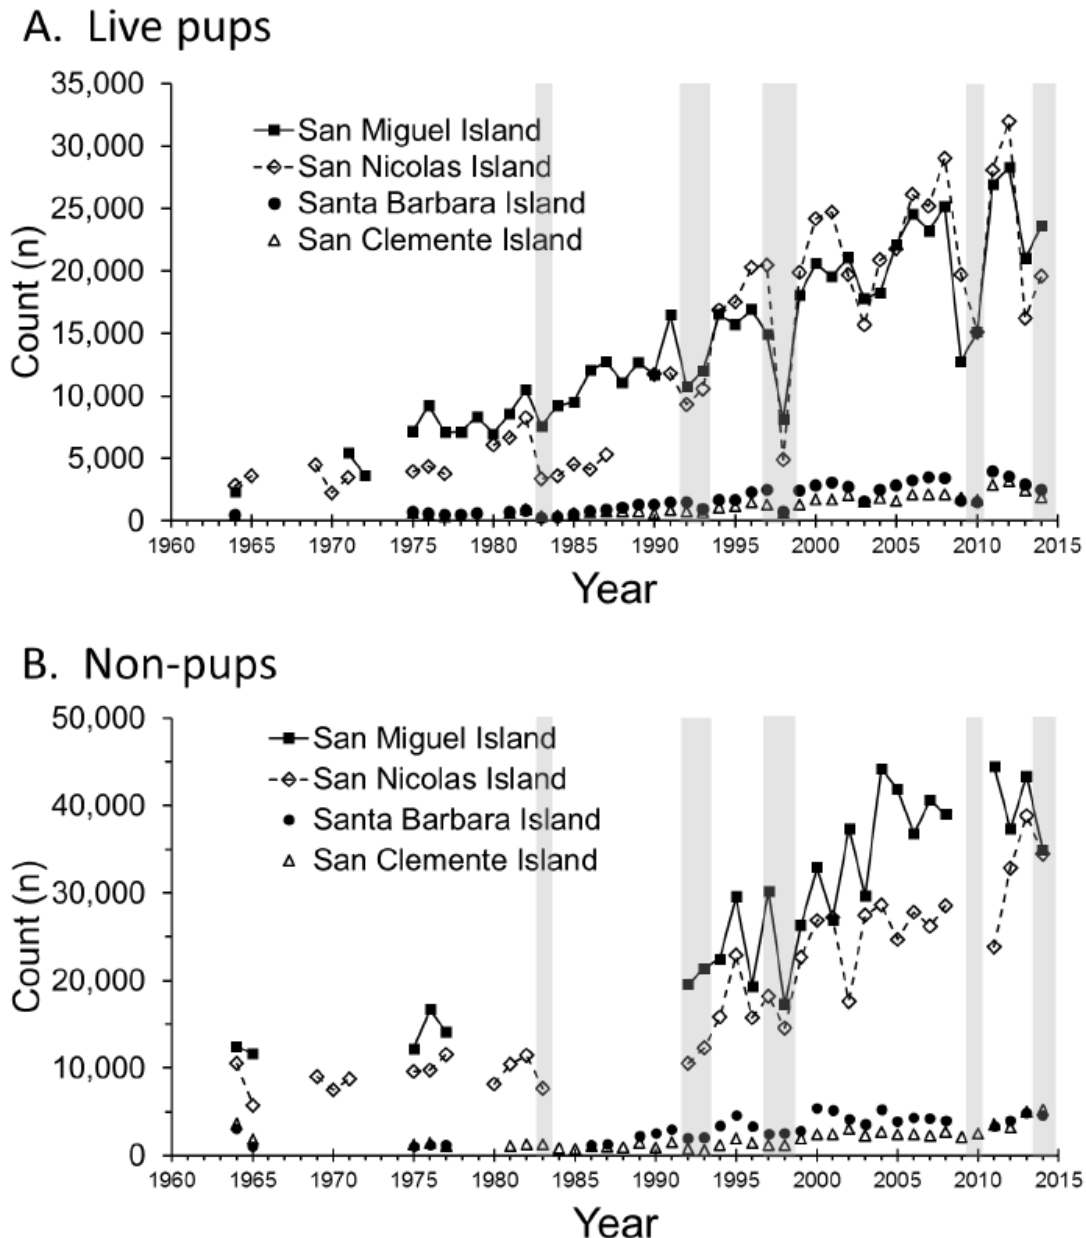 A. Live pups
35,000
30,000
25,000
20,000
15,000
10,000
5,000
0
Count (n)
San Miguel Island
San Nicolas Island
Santa Barbara Island
San Clemente Island
1960 1965 1970 1975 1980 1985 1990 1995 2000 2005 2010 2015
Year
B. Non-pups
50,000
40,000
30,000
20,000
10,000
0
Count (n)
San Miguel Island
San Nicolas Island
Santa Barbara Island
San Clemente Island
1960 1965 1970 1975 1980 1985 1990 1995 2000 2005 2010 2015
Year